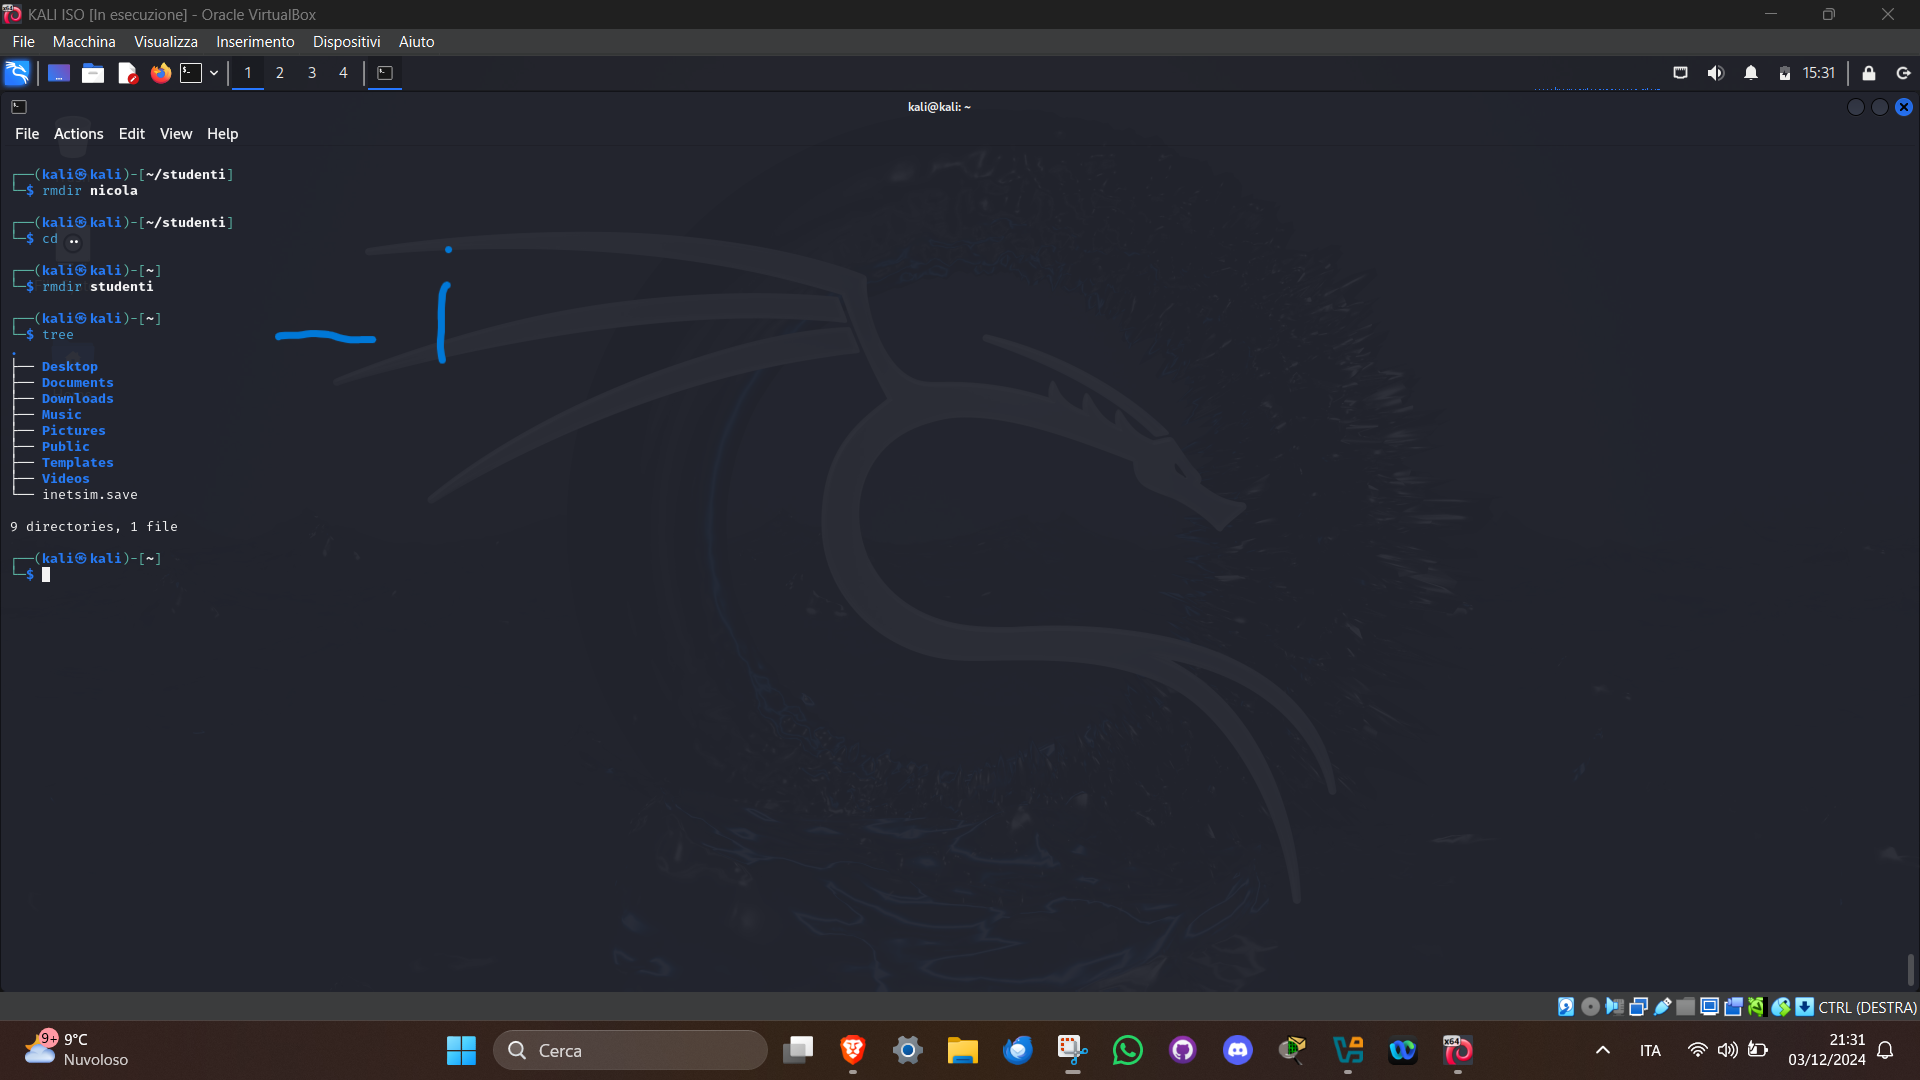 KALI ISO [In esecuzione] - Oracle VirtualBox
File Macchina Visualizza Inserimento Dispositivi Aiuto
1 2 3 4 15:31
kali@kali: ~
File Actions Edit View Help
┌──(kali㉿kali)-[~/studenti]
└─$ rmdir nicola
┌──(kali㉿kali)-[~/studenti]
└─$ cd ..
┌──(kali㉿kali)-[~]
└─$ rmdir studenti
┌──(kali㉿kali)-[~]
└─$ tree
.
├── Desktop
├── Documents
├── Downloads
├── Music
├── Pictures
├── Public
├── Templates
├── Videos
└── inetsim.save
9 directories, 1 file
┌──(kali㉿kali)-[~]
└─$
- i
CTRL (DESTRA)
9+ 9°C
Nuvoloso
Cerca
x64
ITA
21:31
03/12/2024